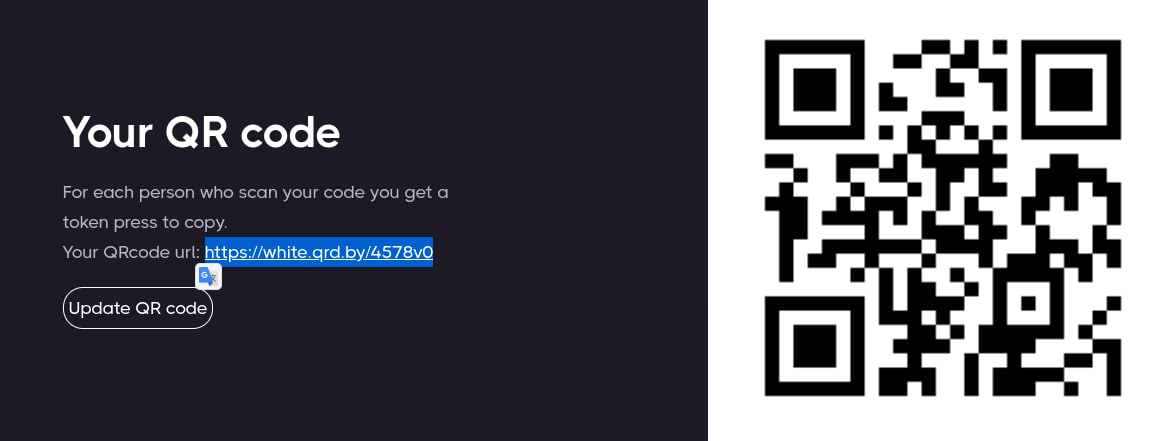 Your QR code
For each person who scan your code you get a
token press to copy.
Your QRcode url: https://white.qrd.by/4578v0
Update QR code